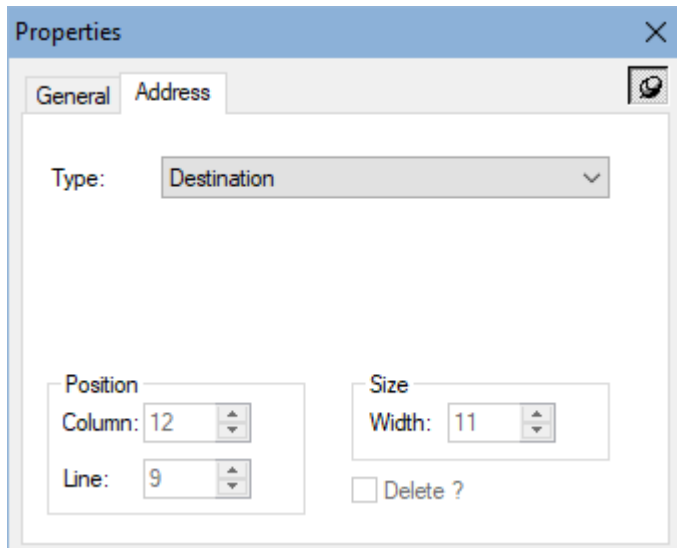 Properties
General Address
Type: Destination
Position
Column: 12
Line: 9
Size
Width: 11
Delete ?